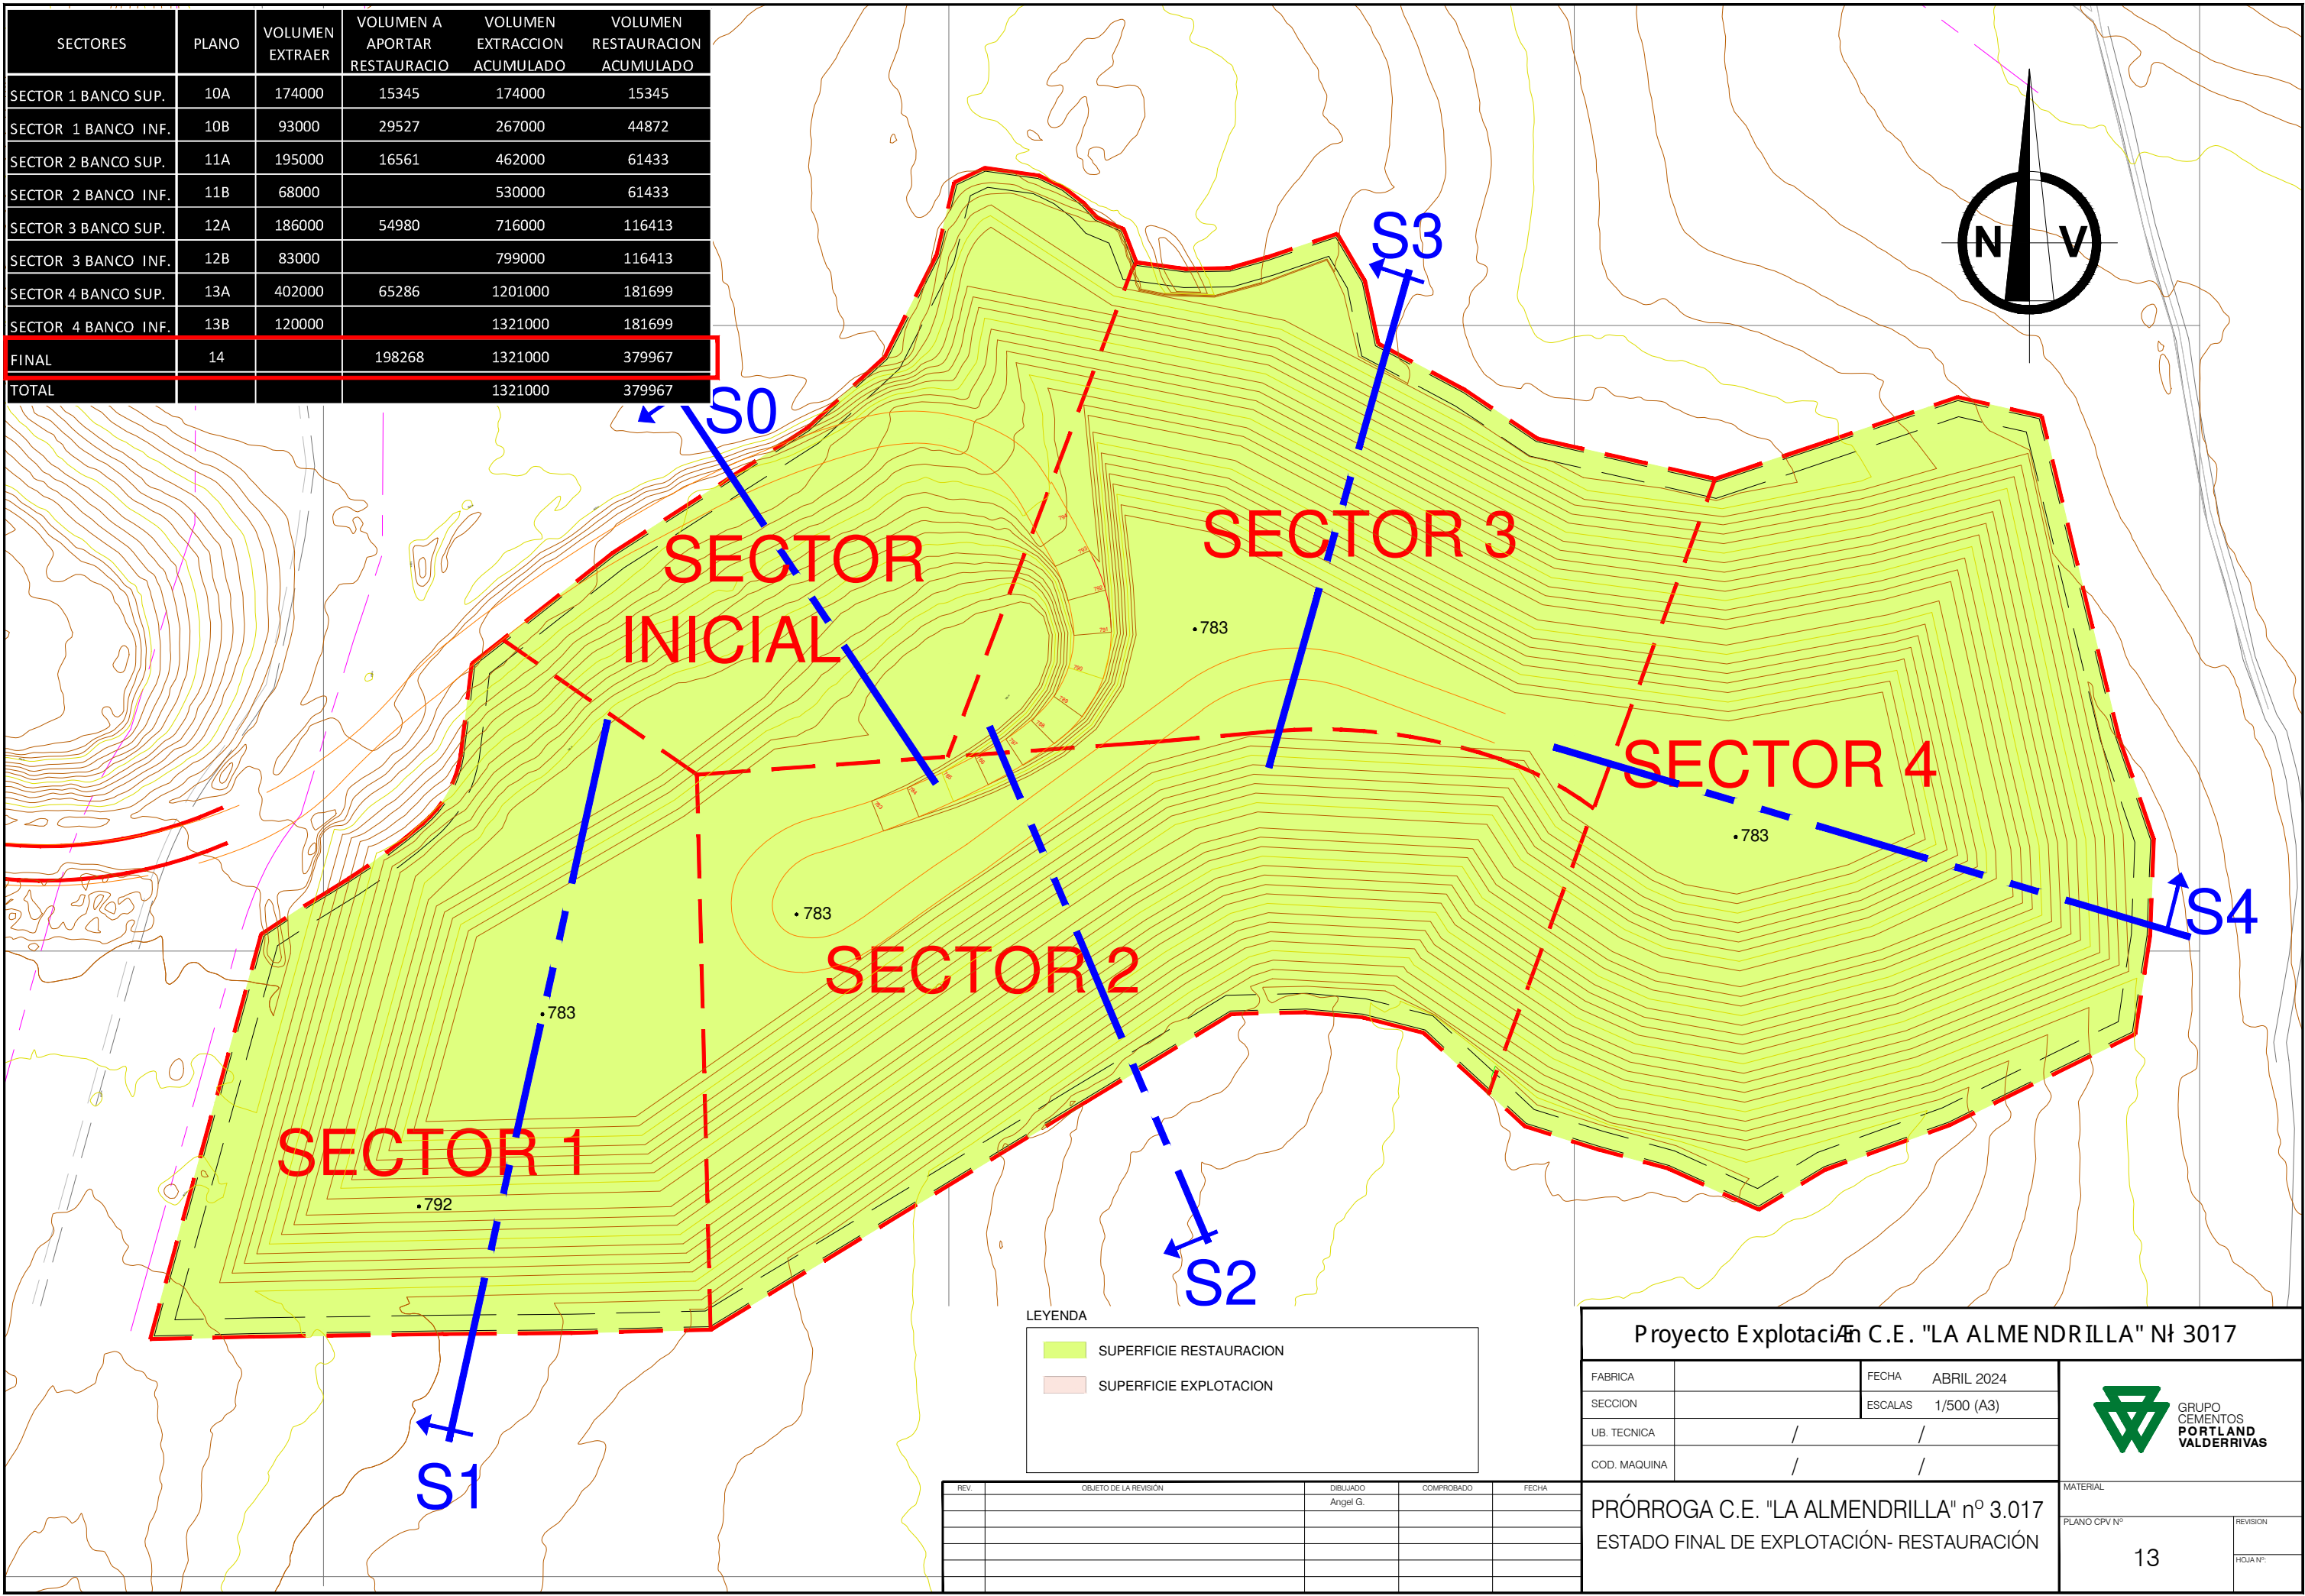 SECTORES PLANO VOLUMEN EXTRAER VOLUMEN A APORTAR RESTAURACIO VOLUMEN EXTRACCION ACUMULADO VOLUMEN RESTAURACION ACUMULADO
SECTOR 1 BANCO SUP. 10A 174000 15345 174000 15345
SECTOR 1 BANCO INF. 10B 93000 29527 267000 44872
SECTOR 2 BANCO SUP. 11A 195000 16561 462000 61433
SECTOR 2 BANCO INF. 11B 68000 530000 61433
SECTOR 3 BANCO SUP. 12A 186000 54980 716000 116413
SECTOR 3 BANCO INF. 12B 83000 799000 116413
SECTOR 4 BANCO SUP. 13A 402000 65286 1201000 181699
SECTOR 4 BANCO INF. 13B 120000 1321000 181699
FINAL 14 198268 1321000 379967
TOTAL 1321000 379967
N V
S3
S0
SECTOR 3
SECTOR
INICIAL
783
SECTOR 4
783
S4
783
SECTOR 2
783
SECTOR 1
792
S2
S1
LEYENDA
SUPERFICIE RESTAURACION
SUPERFICIE EXPLOTACION
Proyecto ExplotaciÆn C.E. "LA ALMENDRILLA" Nł 3017
FABRICA
FECHA ABRIL 2024
SECCION
ESCALAS 1/500 (A3)
UB. TECNICA / /
COD. MAQUINA / /
GRUPO
CEMENTOS
PORTLAND
VALDERRIVAS
REV. OBJETO DE LA REVISIÓN DIBUJADO COMPROBADO FECHA
Angel G.
PRÓRROGA C.E. "LA ALMENDRILLA" nº 3.017
ESTADO FINAL DE EXPLOTACIÓN- RESTAURACIÓN
MATERIAL
PLANO CPV Nº
13
REVISION
HOJA Nº: